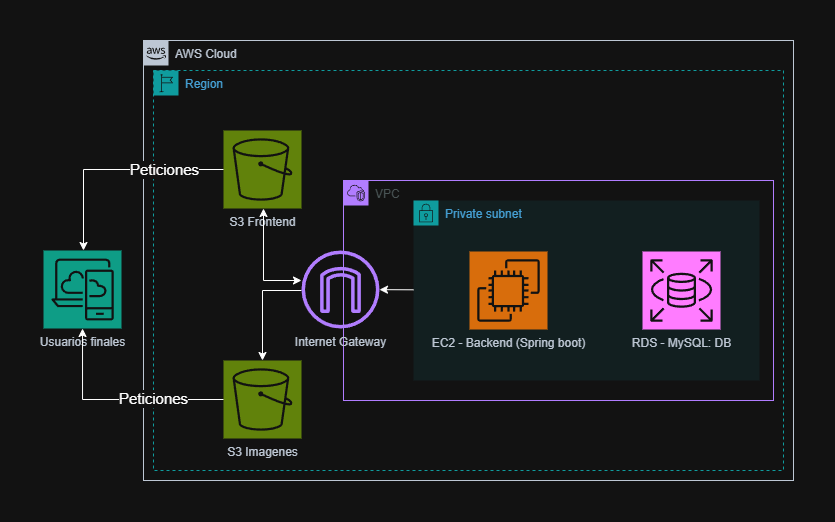 aws
AWS Cloud
Region
Peticiones
S3 Frontend
VPC
Private subnet
Usuarios finales
Internet Gateway
EC2 - Backend (Spring boot)
RDS - MySQL: DB
Peticiones
S3 Imagenes